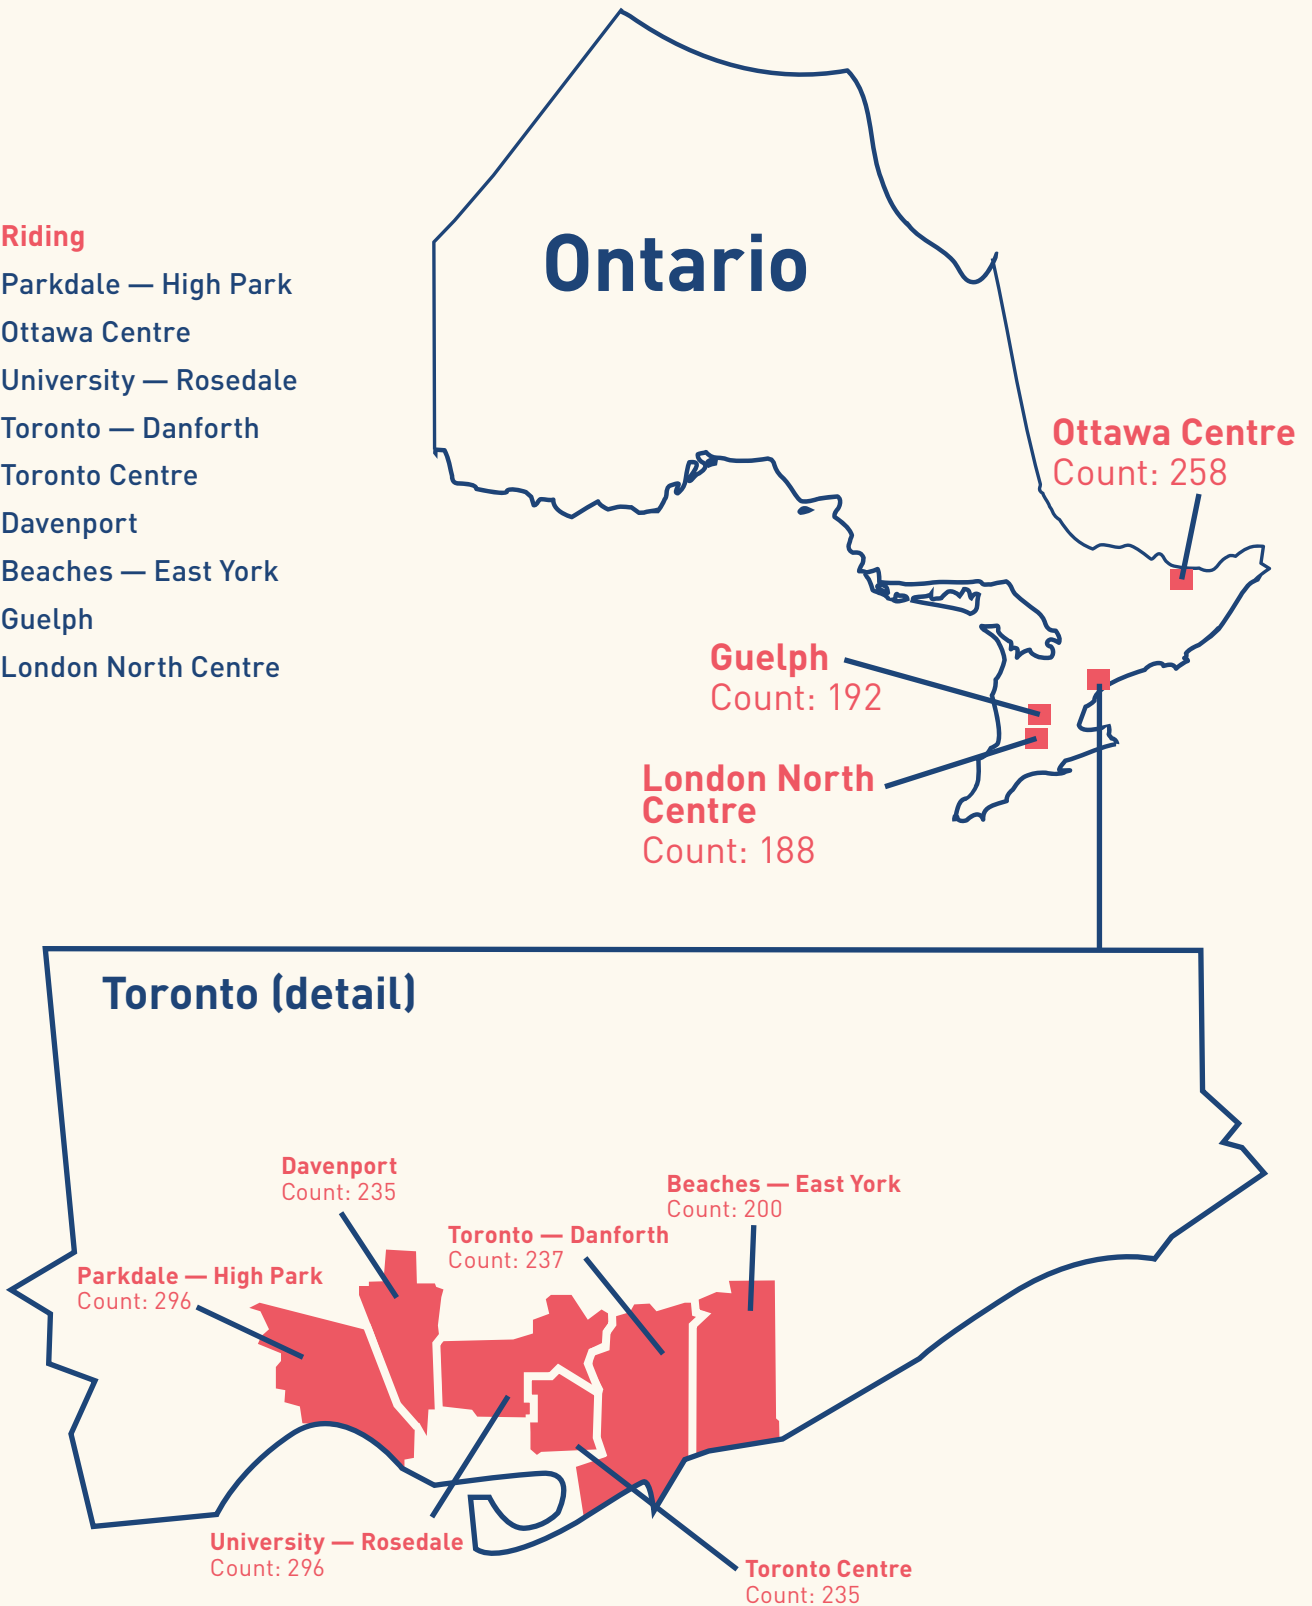 Ontario
Riding
Parkdale — High Park
Ottawa Centre
University — Rosedale
Toronto — Danforth
Toronto Centre
Davenport
Beaches — East York
Guelph
London North Centre
Ottawa Centre
Count: 258
Guelph
Count: 192
London North
Centre
Count: 188
Toronto (detail)
Davenport
Count: 235
Beaches — East York
Count: 200
Toronto — Danforth
Count: 237
Parkdale — High Park
Count: 296
University — Rosedale
Count: 296
Toronto Centre
Count: 235